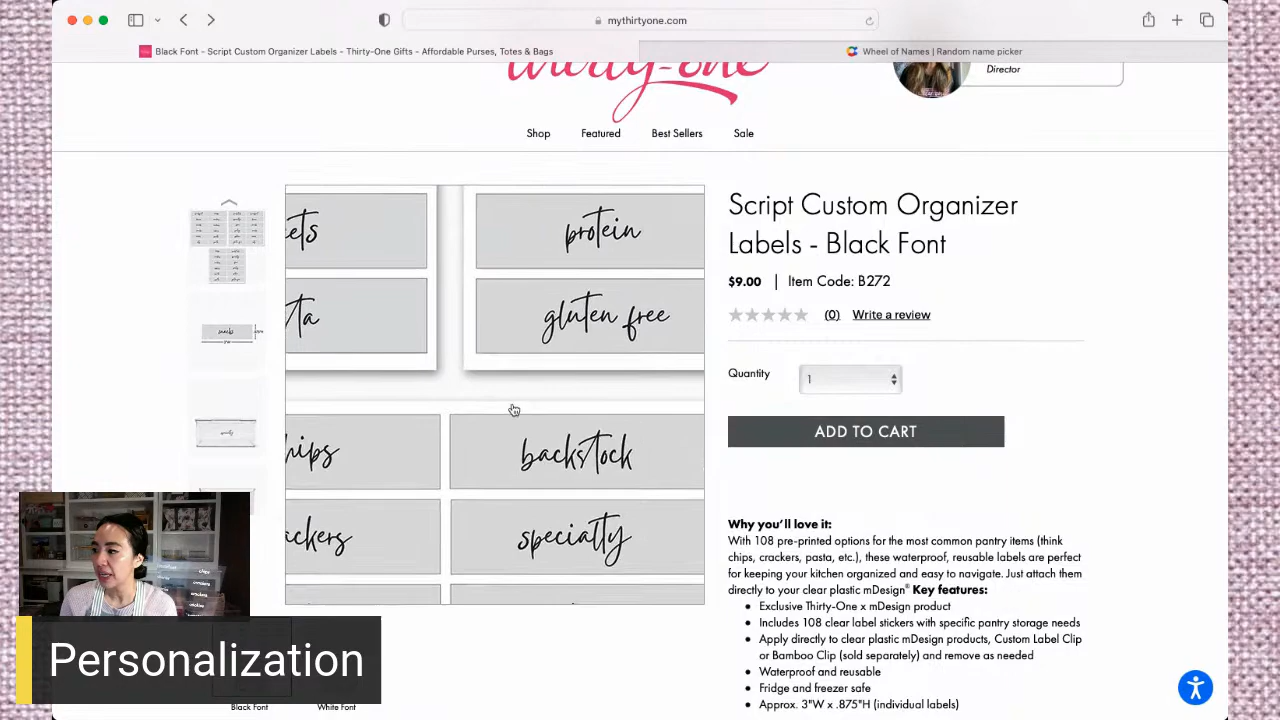 mythirtyone.com
Black Font - Script Custom Organizer Labels - Thirty-One Gifts - Affordable Purses, Totes & Bags
Wheel of Names | Random name picker
thirty-one
Director
Shop Featured Best Sellers Sale
ets
protein
gluten free
hips
backstock
ckers
specialty
snacks
Script Custom Organizer
Labels - Black Font
$9.00 | Item Code: B272
(0) Write a review
Quantity
1
ADD TO CART
Why you'll love it:
With 108 pre-printed options for the most common pantry items (think
chips, crackers, pasta, etc.), these waterproof, reusable labels are perfect
for keeping your kitchen organized and easy to navigate. Just attach them
directly to your clear plastic mDesign® Key features:
Exclusive Thirty-One x mDesign product
Includes 108 clear label stickers with specific pantry storage needs
Apply directly to clear plastic mDesign products, Custom Label Clip
or Bamboo Clip (sold separately) and remove as needed
Waterproof and reusable
Fridge and freezer safe
Approx. 3"W x .875"H (individual labels)
chips
crackers
cookies
Personalization
Black Font
White Font